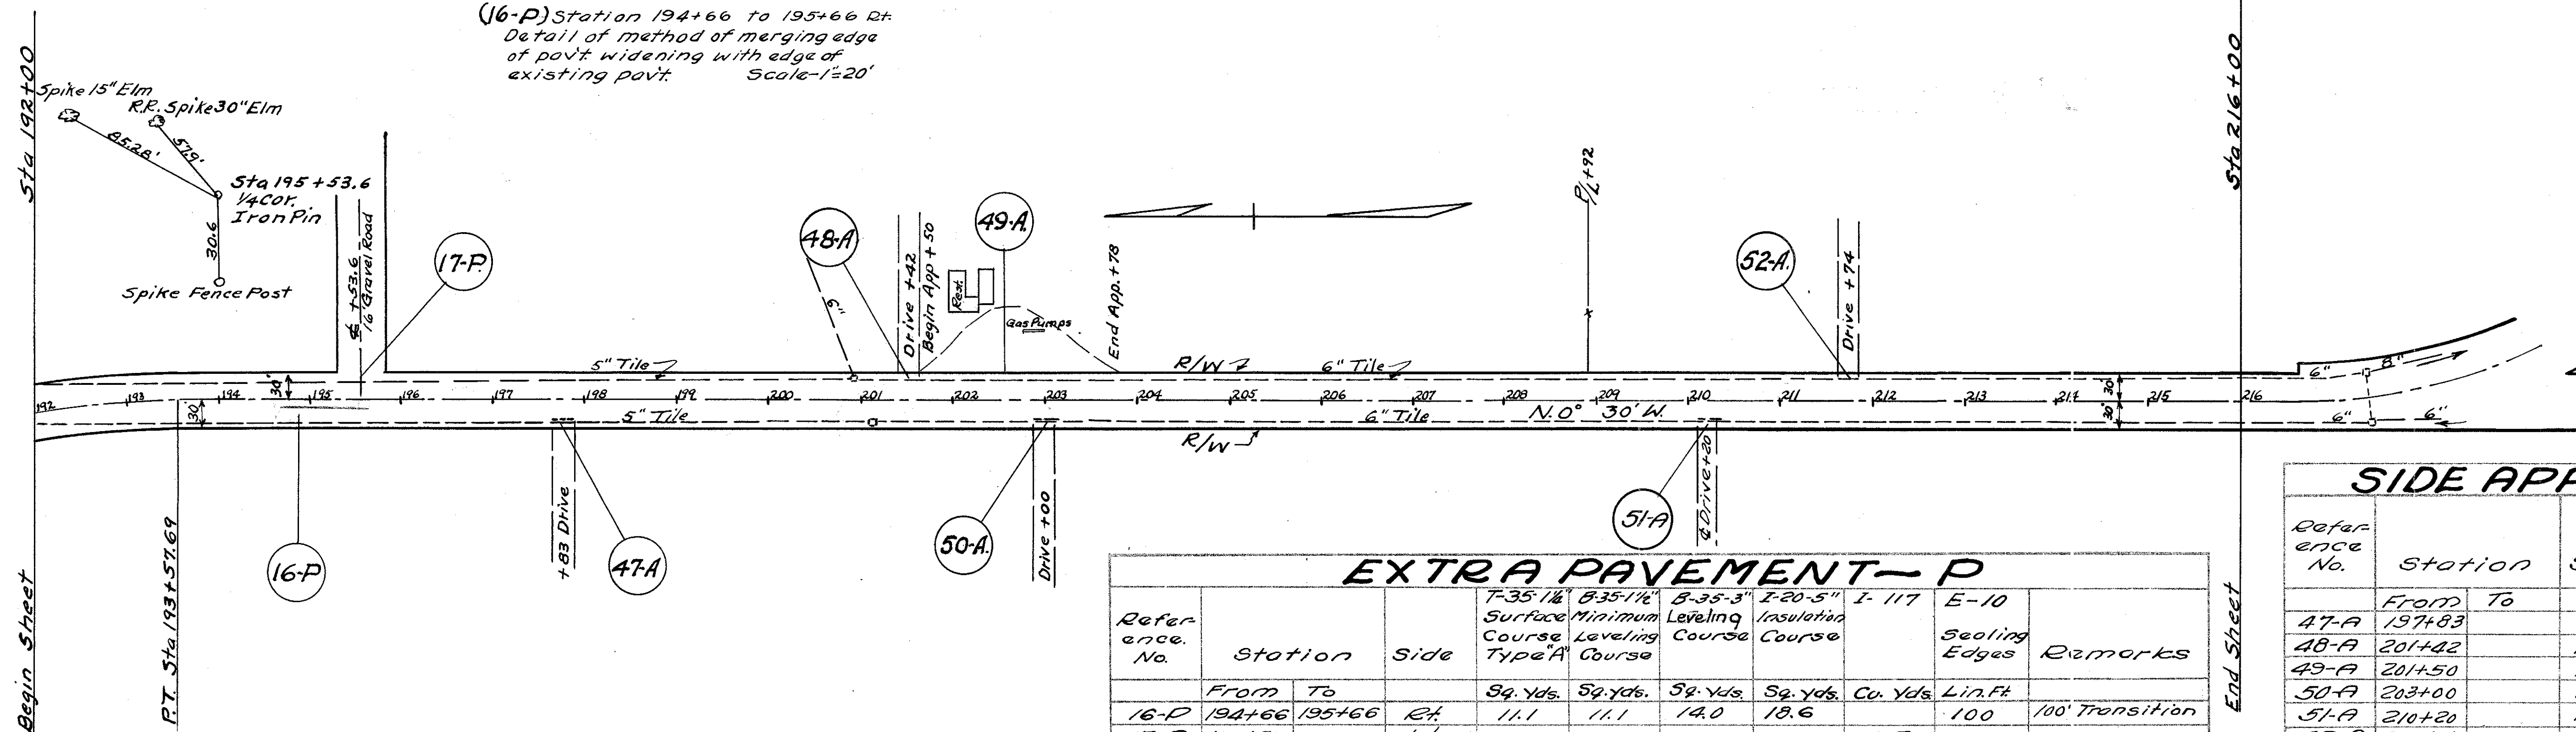 (16-P) Station 194+66 to 195+66 Rt.
Detail of method of merging edge
of pav't. widening with edge of
existing pav't. Scale-1"=20'
Sta 192+00
Spike 15" Elm
R.R. Spike 30" Elm
85.28'
57.9'
Sta 195+53.6
1/4 Cor.
Iron Pin
30.6
Spike Fence Post
℄ +53.6
16' Gravel Road
17-P.
48-A
6"
Drive +42
Begin App +50
49-A.
Rest.
Gas Pumps
End App. +78
P/L +92
52-A.
Drive +74
Sta 216+00
5" Tile
R/W
6" Tile
30'
30'
6"
8"
192 193 194 195 196 197 198 199 200 201 202 203 204 205 206 207 208 209 210 211 212 213 214 215 216
30'
5" Tile
6" Tile
N. 0° 30' W.
30'
6"
6"
R/W
Begin Sheet
P.T. Sta 193+57.69
16-P
+83 Drive
47-A
50-A.
Drive +00
51-A
℄ Drive +20
End Sheet
EXTRA PAVEMENT-P
Refer-
ence.
No.
Station
Side
T-35-1 1/2"
Surface
Course
Type "A"
B-35-1 1/2"
Minimum
Leveling
Course
B-35-3"
Leveling
Course
I-20-5"
Insulation
Course
I-117
E-10
Sealing
Edges
Remarks
From To Sq. Yds. Sq. Yds. Sq. Yds. Sq. Yds. Cu. Yds. Lin. Ft.
16-P 194+66 195+66 Rt. 11.1 11.1 14.0 18.6 100 100' Transition
SIDE APP
Refer-
ence
No.
Station
From To
47-A 197+83
48-A 201+42
49-A 201+50
50-A 203+00
51-A 210+20